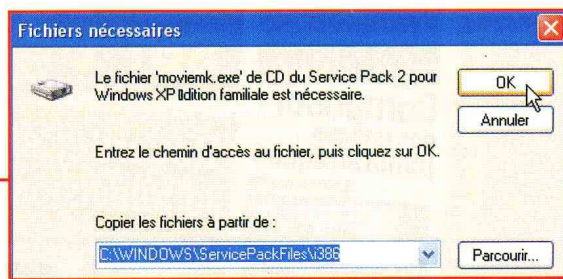 Fichiers nécessaires
Le fichier 'moviemk.exe' de CD du Service Pack 2 pour
Windows XP Ildition familiale est nécessaire.
Entrez le chemin d'accès au fichier, puis cliquez sur OK.
Copier les fichiers à partir de :
C:\WINDOWS\ServicePackFiles\i386
OK
Annuler
Parcourir...